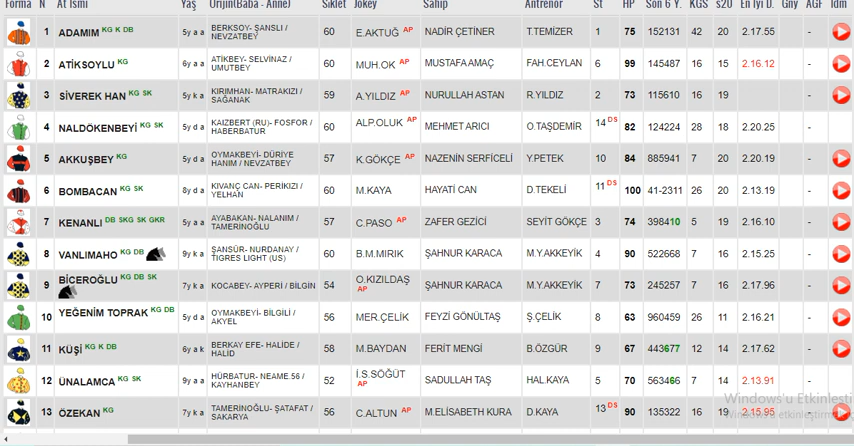 Forma N At İsmi Yaş Orijin(Baba - Anne) Sıklet Jokey Sahip Antrenör St HP Son 6 Y. KGS s20 En İyi D. Gny AGF İdm
1 ADAMIM KG K DB 5y a a BERKSOY- ŞANSLI / NEVZATBEY 60 E.AKTUĞ AP NADİR ÇETİNER T.TEMİZER 1 75 152131 42 20 2.17.55 -
2 ATİKSOYLU KG 6y a a ATİKBEY- SELVİNAZ / UMUTBEY 60 MUH.OK AP MUSTAFA AMAÇ FAH.CEYLAN 6 99 145487 16 15 2.16.12 -
3 SİVEREK HAN KG SK 5y k a KIRIMHAN- MATRAKIZI / SAĞANAK 59 A.YILDIZ AP NURULLAH ASTAN R.YILDIZ 2 73 115610 16 19 -
4 NALDÖKENBEYİ KG SK 5y d a KAIZBERT (RU)- FOSFOR / HABERBATUR 60 ALP.OLUK AP MEHMET ARICI O.TAŞDEMİR 14 DS 82 124224 28 18 2.20.25 -
5 AKKUŞBEY KG 5y d a OYMAKBEYİ- DÜRİYE HANIM / NEVZATBEY 57 K.GÖKÇE AP NAZENİN SERFİCELİ Y.PETEK 10 84 885941 7 20 2.20.19 -
6 BOMBACAN KG SK 8y d a KIVANÇ CAN- PERİKIZI / YELHAN 60 M.KAYA HAYATİ CAN D.TEKELİ 11 DS 100 41-2311 26 20 2.13.19 -
7 KENANLI DB SKG SK GKR 5y a a AYABAKAN- NALANIM / TAMERİNOĞLU 57 C.PASO AP ZAFER GEZİCİ SEYİT GÖKÇE 3 74 398410 5 19 2.16.10 -
8 VANLIMAHO KG DB 9y k a ŞANSÜR- NURDANAY / TIGRES LIGHT (US) 60 B.M.MIRIK ŞAHNUR KARACA M.Y.AKKEYİK 4 90 522668 7 16 2.15.25 -
9 BİCEROĞLU KG DB SK 7y k a KOCABEY- AYPERİ / BİLGİN 54 O.KIZILDAŞ AP ŞAHNUR KARACA M.Y.AKKEYİK 7 73 245257 7 16 2.17.96 -
10 YEĞENİM TOPRAK KG DB 5y d a OYMAKBEYİ- BİLGİLİ / AKYEL 56 MER.ÇELİK FEYZİ GÖNÜLTAŞ Ş.ÇELİK 8 63 960459 26 11 2.16.21 -
11 KÜŞİ KG K DB 6y a k BERKAY EFE- HALİDE / HALİD 58 M.BAYDAN FERİT MENGİ B.ÖZGÜR 9 67 443677 12 14 2.17.62 -
12 ÜNALAMCA KG SK 9y a a HÜRBATUR- NEAME.56 / KAYHANBEY 52 İ.S.SÖĞÜT AP SADULLAH TAŞ HAL.KAYA 5 70 563466 7 14 2.13.91 -
13 ÖZEKAN KG 7y k a TAMERİNOĞLU- ŞATAFAT / SAKARYA 56 C.ALTUN AP M.ELİSABETH KURA D.KAYA 13 DS 90 135322 16 19 2.15.95 -
Windows'u Etkinleşti